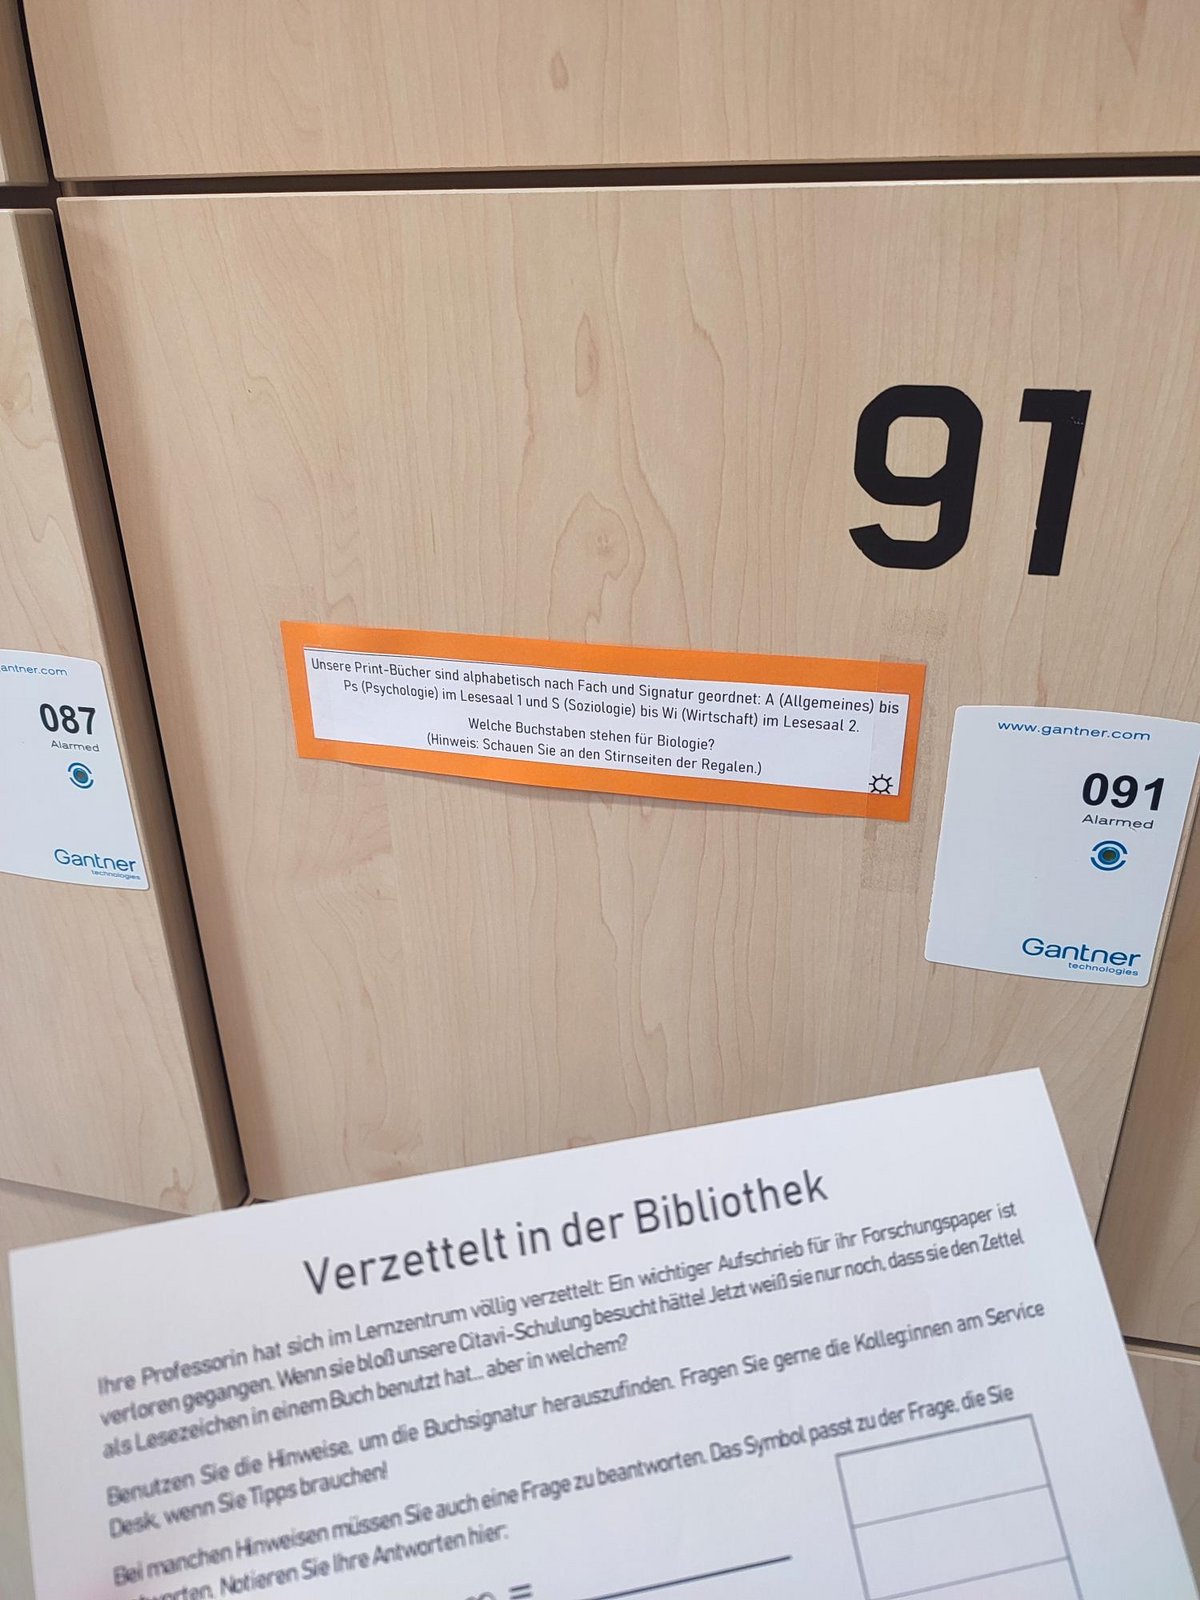 91
Unsere Print-Bücher sind alphabetisch nach Fach und Signatur geordnet: A (Allgemeines) bis
Ps (Psychologie) im Lesesaal 1 und S (Soziologie) bis Wi (Wirtschaft) im Lesesaal 2.
Welche Buchstaben stehen für Biologie?
(Hinweis: Schauen Sie an den Stirnseiten der Regalen.)
antner.com
087
Alarmed
Gantner
technologies
www.gantner.com
091
Alarmed
Gantner
technologies
Verzettelt in der Bibliothek
Ihre Professorin hat sich im Lernzentrum völlig verzettelt: Ein wichtiger Aufschrieb für ihr Forschungspaper ist
verloren gegangen. Wenn sie bloß unsere Citavi-Schulung besucht hätte! Jetzt weiß sie nur noch, dass sie den Zettel
als Lesezeichen in einem Buch benutzt hat... aber in welchem?
Benutzen Sie die Hinweise, um die Buchsignatur herauszufinden. Fragen Sie gerne die Kolleg:innen am Service
Desk, wenn Sie Tipps brauchen!
Bei manchen Hinweisen müssen Sie auch eine Frage zu beantworten. Das Symbol passt zu der Frage, die Sie
tworten. Notieren Sie Ihre Antworten hier:
=